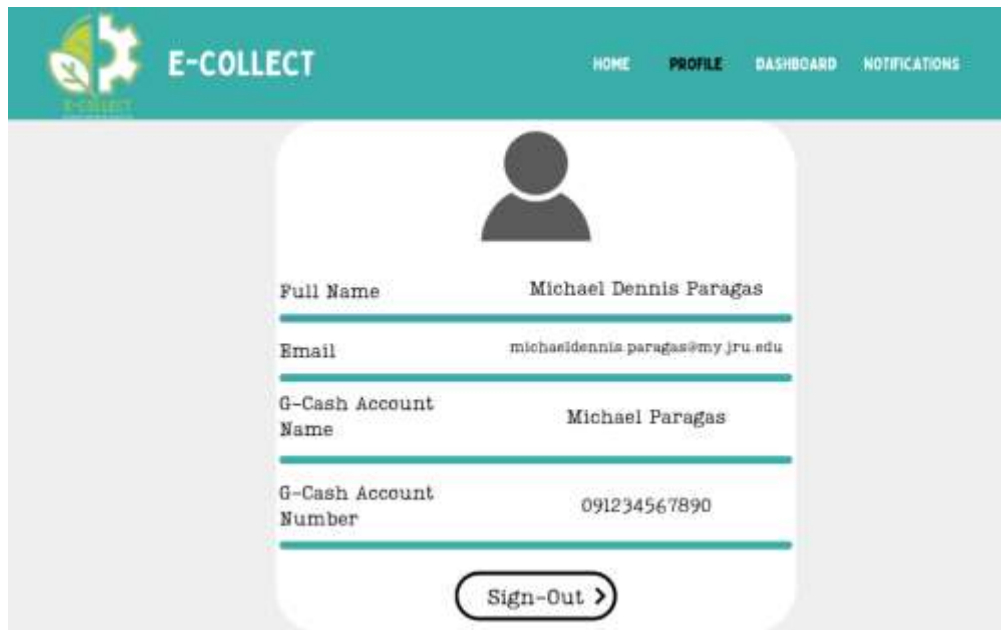 E-COLLECT
HOME PROFILE DASHBOARD NOTIFICATIONS
E-COLLECT
Full Name Michael Dennis Paragas
Email michaeldennis.paragas@my.jru.edu
G-Cash Account
Name
Michael Paragas
G-Cash Account
Number
091234567890
Sign-Out